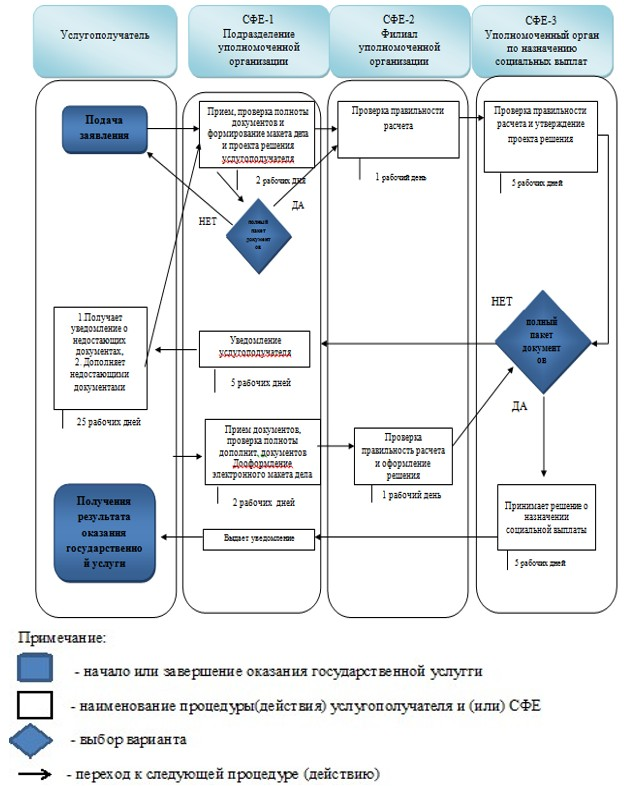 Услугополучатель
СФЕ-1
Подразделение
уполномоченной
организации
СФЕ-2
Филиал
уполномоченной
организации
СФЕ-3
Уполномоченный орган
по назначению
социальных выплат
Подача
заявления
Прием, проверка полноты
документов и
формирование макета дела
и проекта решения
услугополучателя
2 рабочих дня
Проверка правильности
расчета
1 рабочий день
Проверка правильности
расчета и утверждение
проекта решения
5 рабочих дней
НЕТ
ДА
полный
пакет
документ
ов
1.Получает
уведомление о
недостающих
документах,
2. Дополняет
недостающими
документами
25 рабочих дней
Уведомление
услугополучателя
5 рабочих дней
НЕТ
полный
пакет
документ
ов
ДА
Прием документов,
проверка полноты
дополнит, документов
Дооформление
электронного макета дела
2 рабочих дней
Проверка
правильность расчета
и оформление
решения
1 рабочий день
Принимает решение о
назначении
социальной выплаты
5 рабочих дней
Получения
результата
оказания
государственно
й услуги
Выдает уведомление
Примечание:
- начало или завершение оказания государственной услугги
- наименование процедуры(действия) услугополучателя и (или) СФЕ
- выбор варианта
- переход к следующей процедуре (действию)